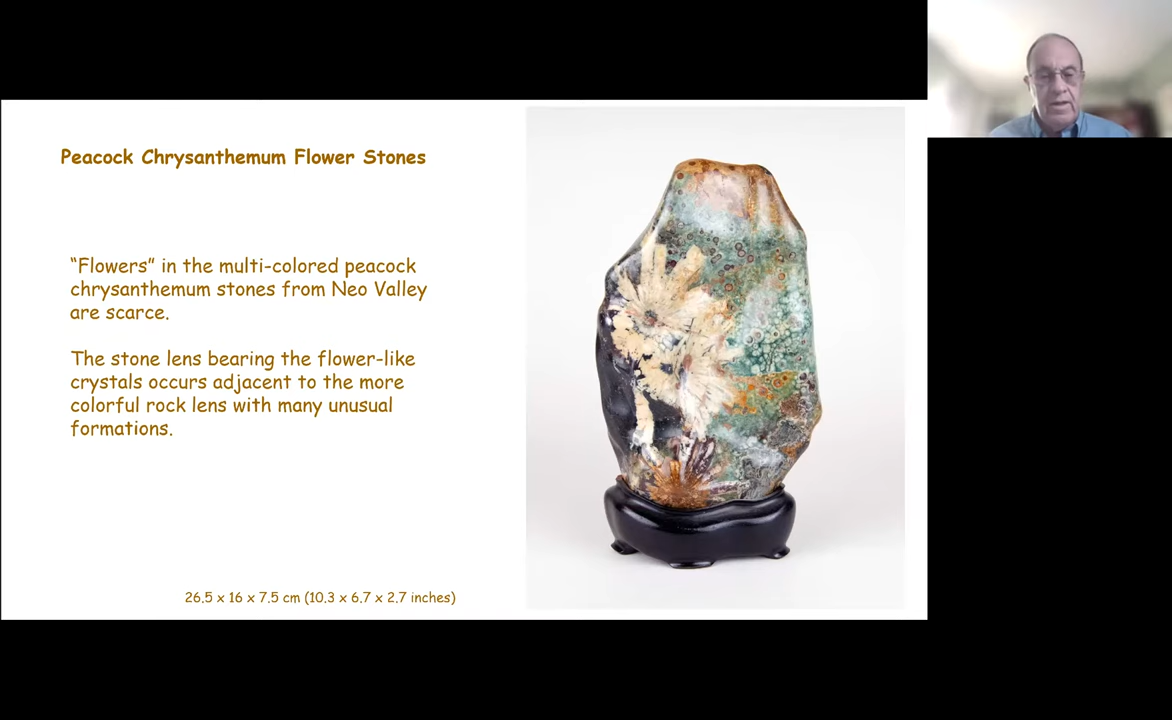 Peacock Chrysanthemum Flower Stones
“Flowers” in the multi-colored peacock
chrysanthemum stones from Neo Valley
are scarce.
The stone lens bearing the flower-like
crystals occurs adjacent to the more
colorful rock lens with many unusual
formations.
26.5 x 16 x 7.5 cm (10.3 x 6.7 x 2.7 inches)